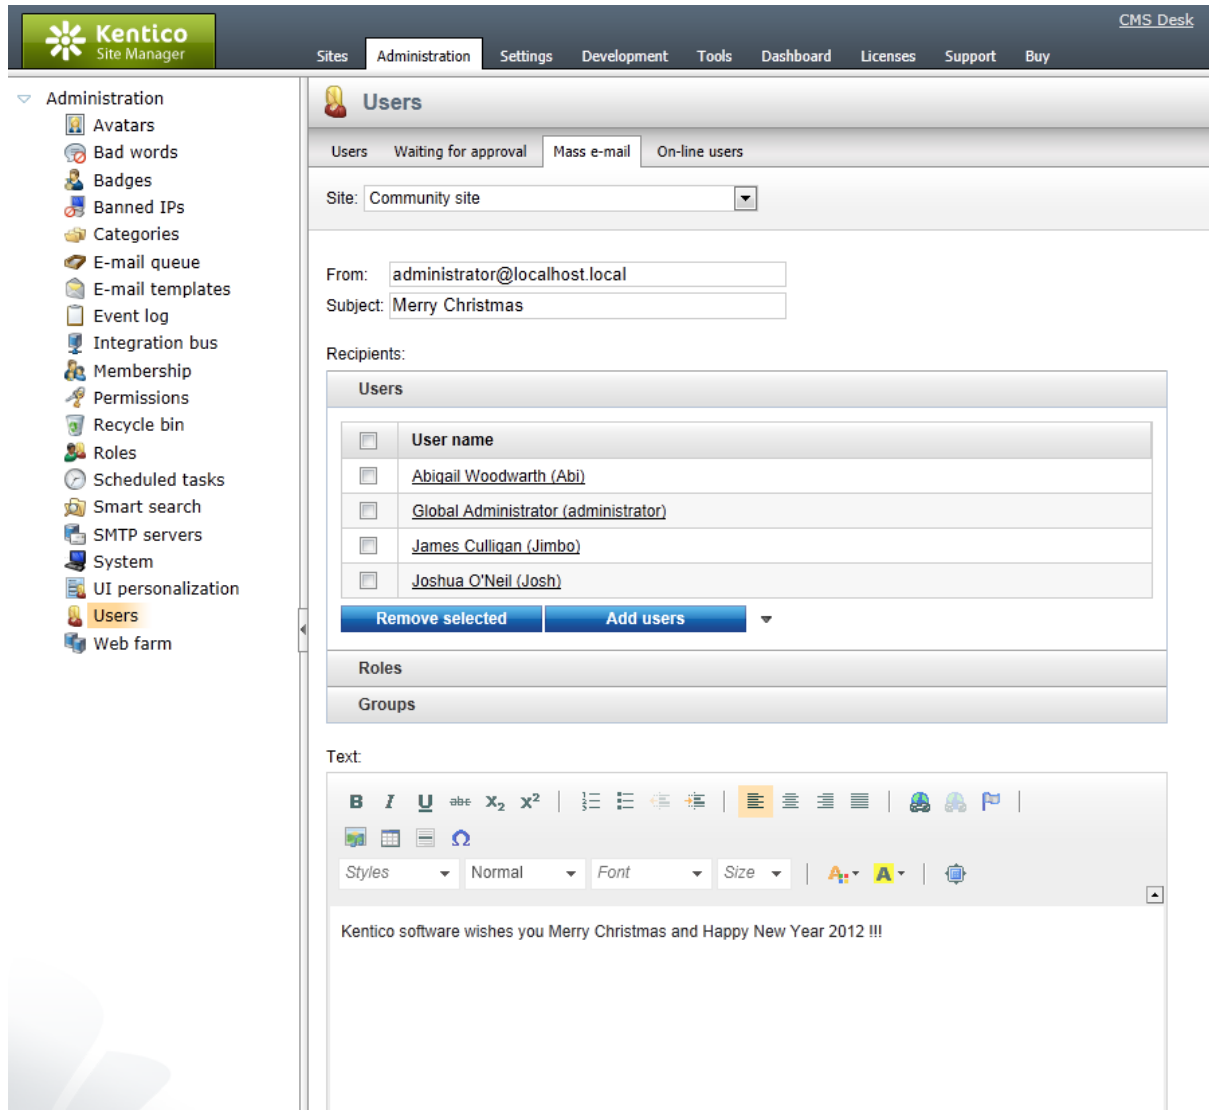 CMS Desk
Kentico
Site Manager
Sites Administration Settings Development Tools Dashboard Licenses Support Buy
Administration
Avatars
Bad words
Badges
Banned IPs
Categories
E-mail queue
E-mail templates
Event log
Integration bus
Membership
Permissions
Recycle bin
Roles
Scheduled tasks
Smart search
SMTP servers
System
UI personalization
Users
Web farm
Users
Users Waiting for approval Mass e-mail On-line users
Site: Community site
From: administrator@localhost.local
Subject: Merry Christmas
Recipients:
Users
User name
Abigail Woodwarth (Abi)
Global Administrator (administrator)
James Culligan (Jimbo)
Joshua O'Neil (Josh)
Remove selected Add users
Roles
Groups
Text:
B I U abc X₂ X²
Styles Normal Font Size A A
Kentico software wishes you Merry Christmas and Happy New Year 2012 !!!